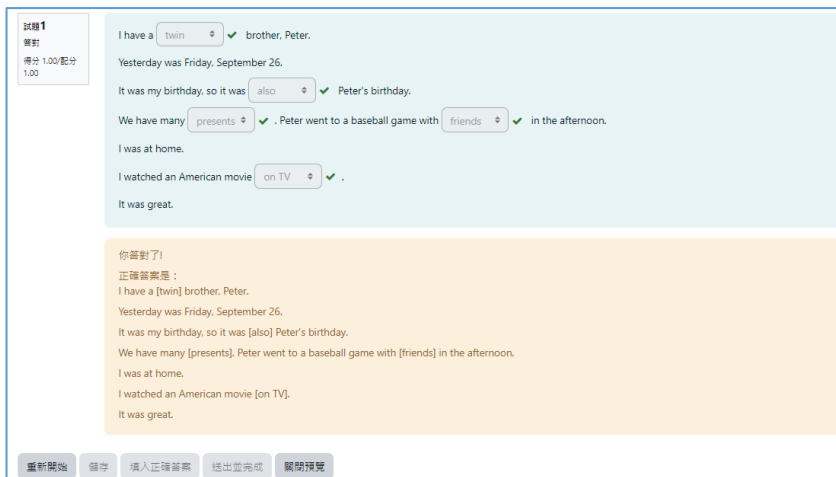 試題1
答對
得分 1.00/配分
1.00
I have a twin brother, Peter.
Yesterday was Friday, September 26.
It was my birthday, so it was also Peter's birthday.
We have many presents . Peter went to a baseball game with friends in the afternoon.
I was at home.
I watched an American movie on TV .
It was great.
你答對了!
正確答案是：
I have a [twin] brother, Peter.
Yesterday was Friday, September 26.
It was my birthday, so it was [also] Peter's birthday.
We have many [presents]. Peter went to a baseball game with [friends] in the afternoon.
I was at home.
I watched an American movie [on TV].
It was great.
重新開始 儲存 填入正確答案 送出並完成 關閉預覽